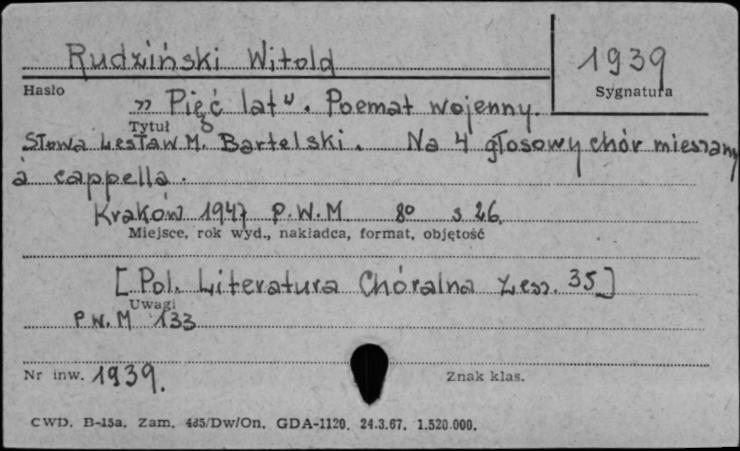 Rudziński Witold
1939
Hasło
Sygnatura
„Pięć lat". Poemat wojenny.
Tytuł
Słowa Lesław M. Bartelski. Na 4 głosowy chór mieszany
à cappella.
Kraków 1947 P.W.M 8o s 26.
Miejsce, rok wyd., nakładca, format, objętość
[Pol. Literatura Chóralna Zesz. 35]
Uwagi
P.W.M 133
Nr inw. 1939.
Znak klas.
CWD. B-15a. Zam. 485/Dw/On. GDA-1120. 24.3.67. 1.520.000.